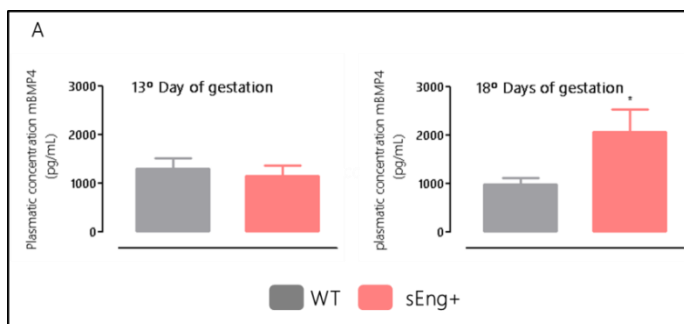 A
Plasmatic concentration mBMP4
(pg/mL)
13º Day of gestation
3000
2000
1000
0
plasmatic concentration mBMP4
(pg/mL)
18º Days of gestation
*
3000
2000
1000
0
WT
sEng+